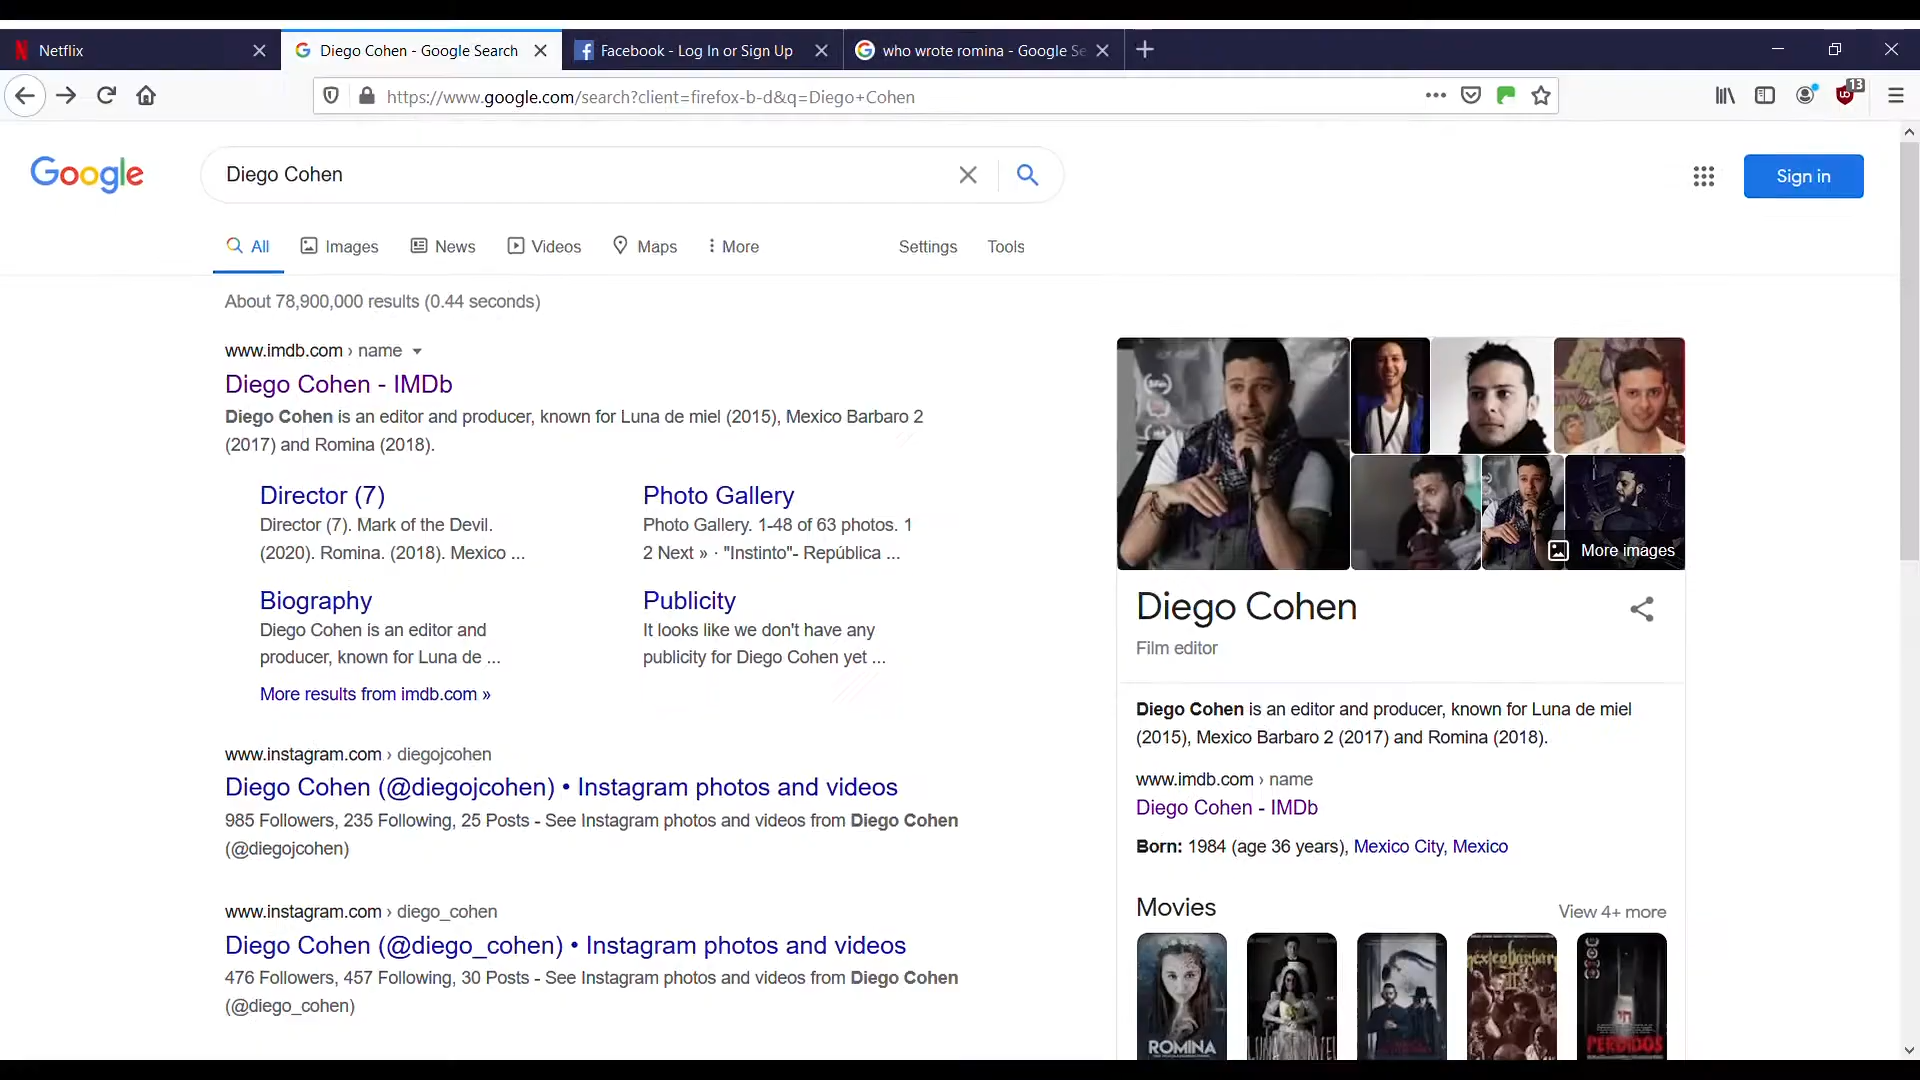 Netflix
Diego Cohen - Google Search
Facebook - Log In or Sign Up
who wrote romina - Google Se
https://www.google.com/search?client=firefox-b-d&q=Diego+Cohen
13
Google
Diego Cohen
Sign in
All
Images
News
Videos
Maps
More
Settings
Tools
About 78,900,000 results (0.44 seconds)
www.imdb.com › name
Diego Cohen - IMDb
Diego Cohen is an editor and producer, known for Luna de miel (2015), Mexico Barbaro 2
(2017) and Romina (2018).
Director (7)
Director (7). Mark of the Devil.
(2020). Romina. (2018). Mexico ...
Photo Gallery
Photo Gallery. 1-48 of 63 photos. 1
2 Next » · "Instinto"- República ...
Biography
Diego Cohen is an editor and
producer, known for Luna de ...
Publicity
It looks like we don't have any
publicity for Diego Cohen yet ...
More results from imdb.com »
www.instagram.com › diegojcohen
Diego Cohen (@diegojcohen) • Instagram photos and videos
985 Followers, 235 Following, 25 Posts - See Instagram photos and videos from Diego Cohen
(@diegojcohen)
www.instagram.com › diego_cohen
Diego Cohen (@diego_cohen) • Instagram photos and videos
476 Followers, 457 Following, 30 Posts - See Instagram photos and videos from Diego Cohen
(@diego_cohen)
More images
Diego Cohen
Film editor
Diego Cohen is an editor and producer, known for Luna de miel
(2015), Mexico Barbaro 2 (2017) and Romina (2018).
www.imdb.com › name
Diego Cohen - IMDb
Born: 1984 (age 36 years), Mexico City, Mexico
Movies
View 4+ more
ROMINA
LUNA DE MIEL
PERDIDOS